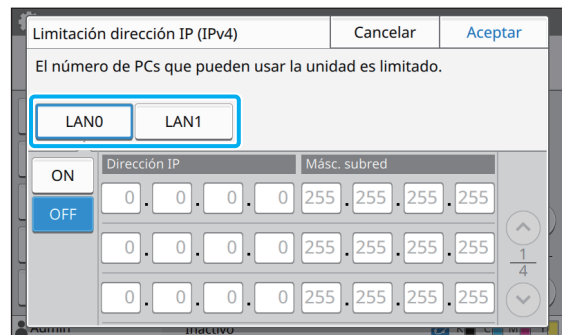 Limitación dirección IP (IPv4) Cancelar Aceptar
El número de PCs que pueden usar la unidad es limitado.
LAN0 LAN1
Dirección IP Másc. subred
ON
0 . 0 . 0 . 0 255 . 255 . 255 . 255
OFF
0 . 0 . 0 . 0 255 . 255 . 255 . 255
1
4
0 . 0 . 0 . 0 255 . 255 . 255 . 255
Admin Inactivo K C M Y